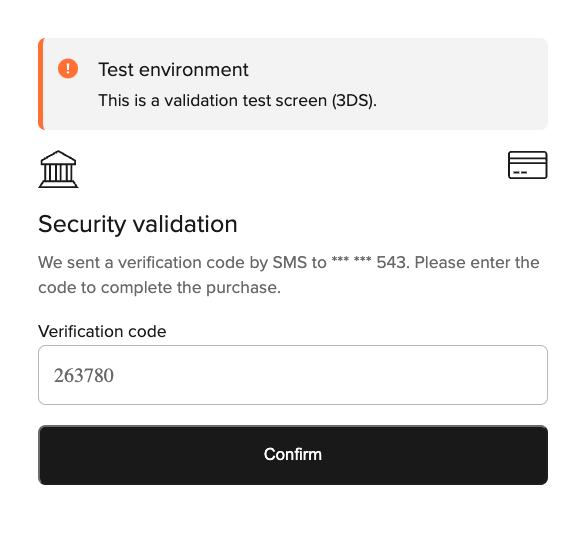 Test environment
This is a validation test screen (3DS).
Security validation
We sent a verification code by SMS to *** *** 543. Please enter the
code to complete the purchase.
Verification code
263780
Confirm